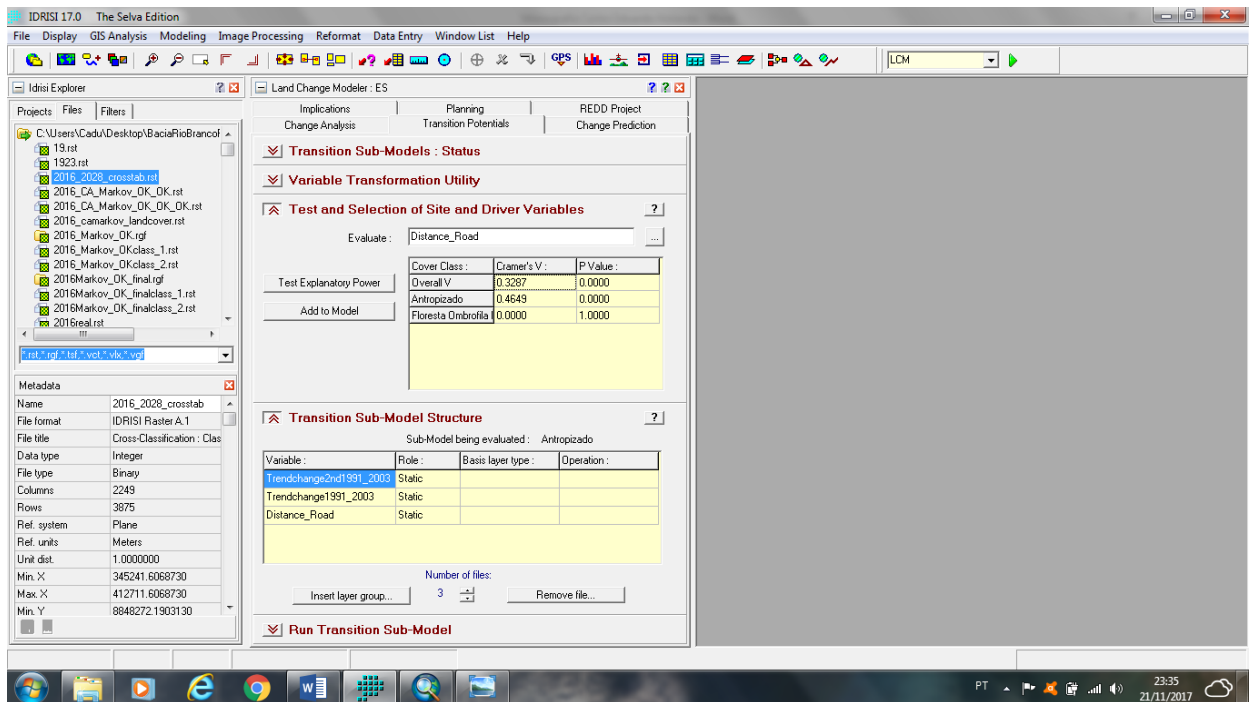 IDRISI 17.0 The Selva Edition
File Display GIS Analysis Modeling Image Processing Reformat Data Entry Window List Help
GPS LCM
Idrisi Explorer
Projects Files Filters
C:\Users\Cadu\Desktop\BaciaRioBrancof
19.rst
1923.rst
2016_2028_crosstab.rst
2016_CA_Markov_OK_OK.rst
2016_CA_Markov_OK_OK_OK.rst
2016_camarkov_landcover.rst
2016_Markov_OK.rgf
2016_Markov_OKclass_1.rst
2016_Markov_OKclass_2.rst
2016Markov_OK_final.rgf
2016Markov_OK_finalclass_1.rst
2016Markov_OK_finalclass_2.rst
2016real.rst
*.rst,*.rgf,*.tsf,*.vct,*.vlx,*.vgf
Metadata
Name 2016_2028_crosstab
File format IDRISI Raster A.1
File title Cross-Classification : Clas
Data type Integer
File type Binary
Columns 2249
Rows 3875
Ref. system Plane
Ref. units Meters
Unit dist. 1.0000000
Min. X 345241.6068730
Max. X 412711.6068730
Min. Y 8848272.1903130
Land Change Modeler : ES
Implications Planning REDD Project
Change Analysis Transition Potentials Change Prediction
Transition Sub-Models : Status
Variable Transformation Utility
Test and Selection of Site and Driver Variables ?
Evaluate : Distance_Road ...
Test Explanatory Power
Add to Model
Cover Class : Cramer's V : P Value :
Overall V 0.3287 0.0000
Antropizado 0.4649 0.0000
Floresta Ombrofila 0.0000 1.0000
Transition Sub-Model Structure ?
Sub-Model being evaluated : Antropizado
Variable : Role : Basis layer type : Operation :
Trendchange2nd1991_2003 Static
Trendchange1991_2003 Static
Distance_Road Static
Number of files:
Insert layer group... 3 Remove file...
Run Transition Sub-Model
PT 23:35
21/11/2017